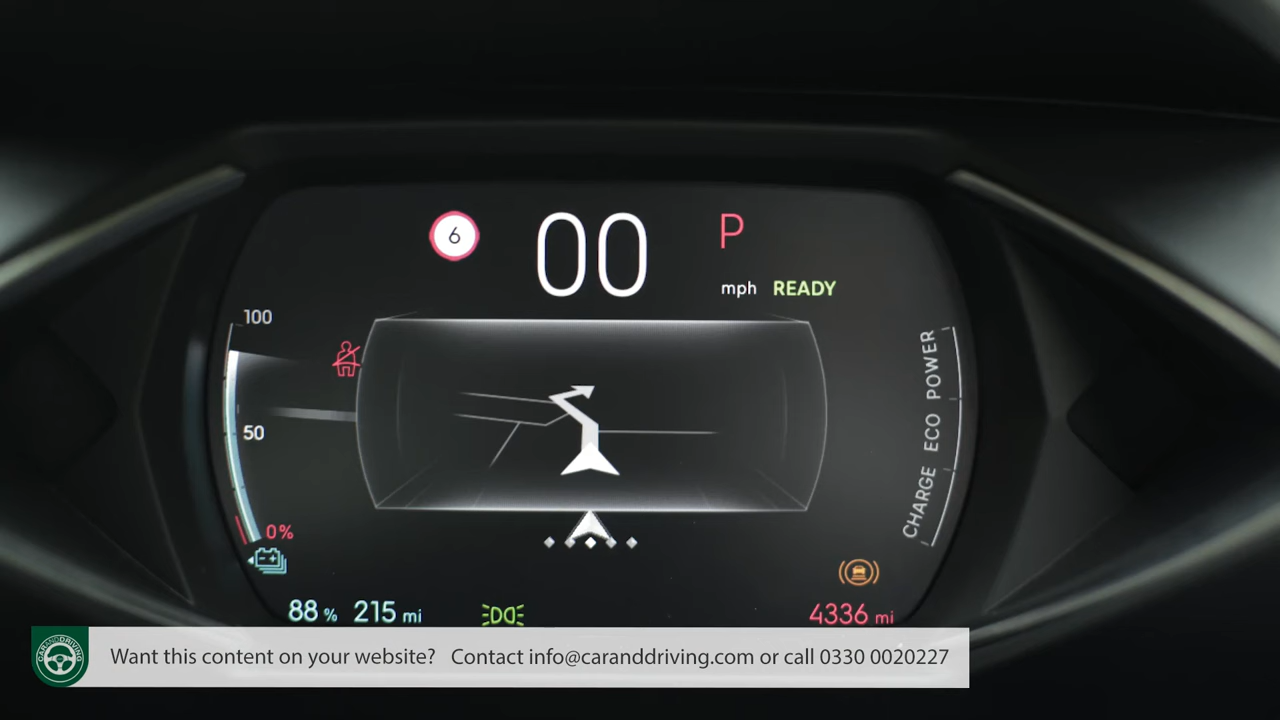 6
00
P
mph READY
100
50
0%
POWER
ECO
CHARGE
88 % 215 mi
4336 mi
CARANDDRIVING
Want this content on your website? Contact info@caranddriving.com or call 0330 0020227